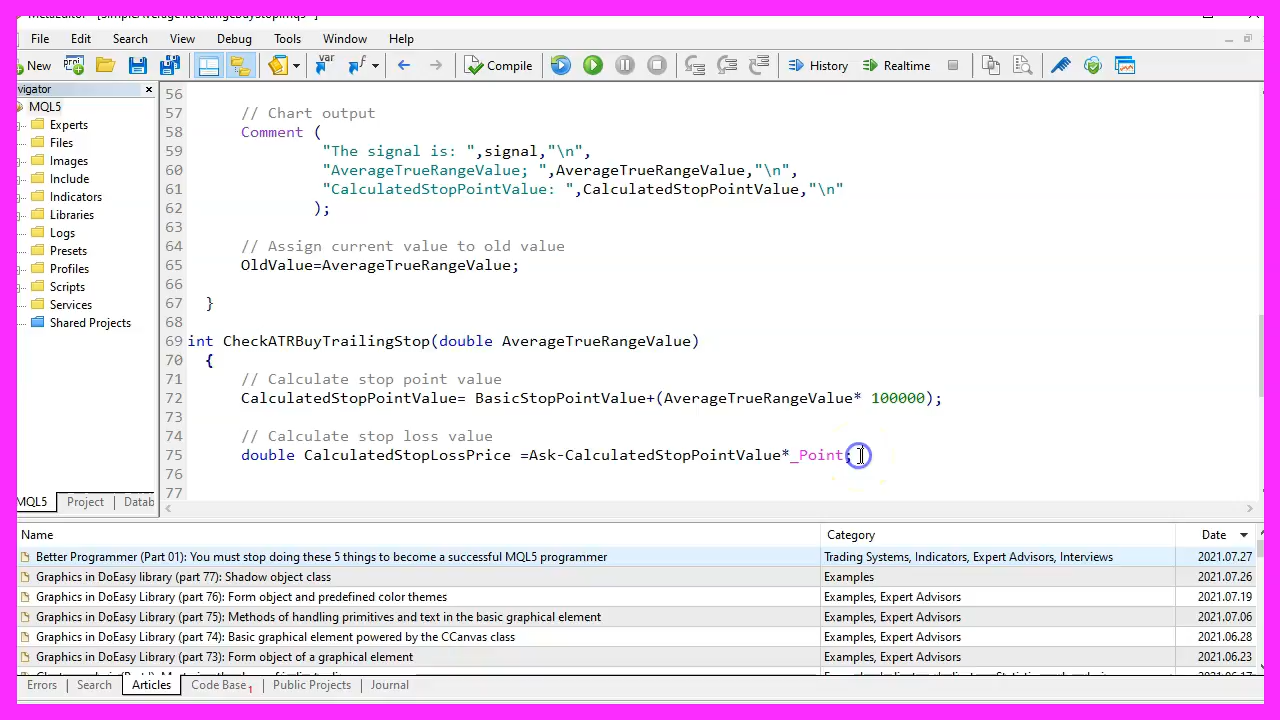 MetaEditor - [SimpleAverageTrueRangeBuyStop.mq5 *]
File Edit Search View Debug Tools Window Help
New Compile History Realtime
vigator
MQL5
Experts
Files
Images
Include
Indicators
Libraries
Logs
Presets
Profiles
Scripts
Services
Shared Projects
MQL5 Project Datab
56
57 // Chart output
58 Comment (
59 "The signal is: ",signal,"\n",
60 "AverageTrueRangeValue; ",AverageTrueRangeValue,"\n",
61 "CalculatedStopPointValue: ",CalculatedStopPointValue,"\n"
62 );
63
64 // Assign current value to old value
65 OldValue=AverageTrueRangeValue;
66
67 }
68
69 int CheckATRBuyTrailingStop(double AverageTrueRangeValue)
70 {
71 // Calculate stop point value
72 CalculatedStopPointValue= BasicStopPointValue+(AverageTrueRangeValue* 100000);
73
74 // Calculate stop loss value
75 double CalculatedStopLossPrice =Ask-CalculatedStopPointValue*_Point;
76
77
Name Category Date
Better Programmer (Part 01): You must stop doing these 5 things to become a successful MQL5 programmer Trading Systems, Indicators, Expert Advisors, Interviews 2021.07.27
Graphics in DoEasy library (part 77): Shadow object class Examples 2021.07.26
Graphics in DoEasy Library (part 76): Form object and predefined color themes Examples, Expert Advisors 2021.07.19
Graphics in DoEasy Library (part 75): Methods of handling primitives and text in the basic graphical element Examples, Expert Advisors 2021.07.06
Graphics in DoEasy Library (part 74): Basic graphical element powered by the CCanvas class Examples, Expert Advisors 2021.06.28
Graphics in DoEasy Library (part 73): Form object of a graphical element Examples, Expert Advisors 2021.06.23
Errors Search Articles Code Base 1 Public Projects Journal